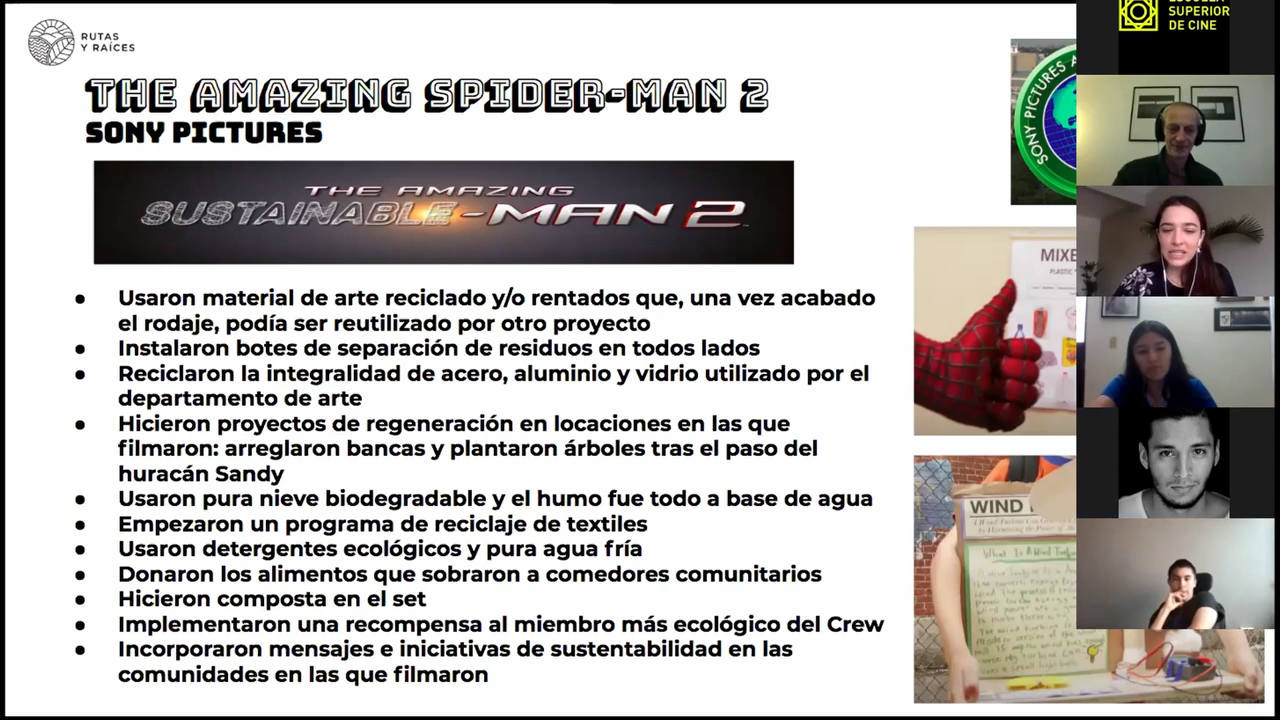 RUTAS
Y RAÍCES
THE AMAZING SPIDER-MAN 2
SONY PICTURES
THE AMAZING
SUSTAINABLE-MAN 2
Usaron material de arte reciclado y/o rentados que, una vez acabado
el rodaje, podía ser reutilizado por otro proyecto
Instalaron botes de separación de residuos en todos lados
Reciclaron la integralidad de acero, aluminio y vidrio utilizado por el
departamento de arte
Hicieron proyectos de regeneración en locaciones en las que
filmaron: arreglaron bancas y plantaron árboles tras el paso del
huracán Sandy
Usaron pura nieve biodegradable y el humo fue todo a base de agua
Empezaron un programa de reciclaje de textiles
Usaron detergentes ecológicos y pura agua fría
Donaron los alimentos que sobraron a comedores comunitarios
Hicieron composta en el set
Implementaron una recompensa al miembro más ecológico del Crew
Incorporaron mensajes e iniciativas de sustentabilidad en las
comunidades en las que filmaron
SONY PICTURES A
MIXE
PLASTIC
WIND
What Is A Wind
SUPERIOR
DE CINE